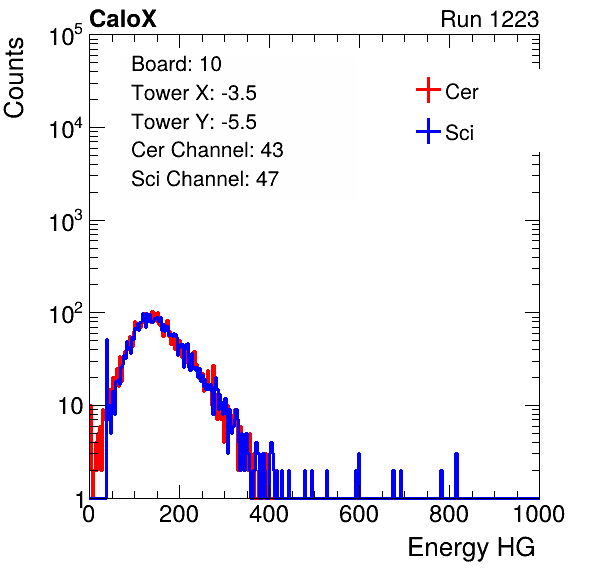 CaloX Run 1223
Counts
10^5
10^4
10^3
10^2
10
1
Board: 10
Tower X: -3.5
Tower Y: -5.5
Cer Channel: 43
Sci Channel: 47
Cer
Sci
0 200 400 600 800 1000
Energy HG